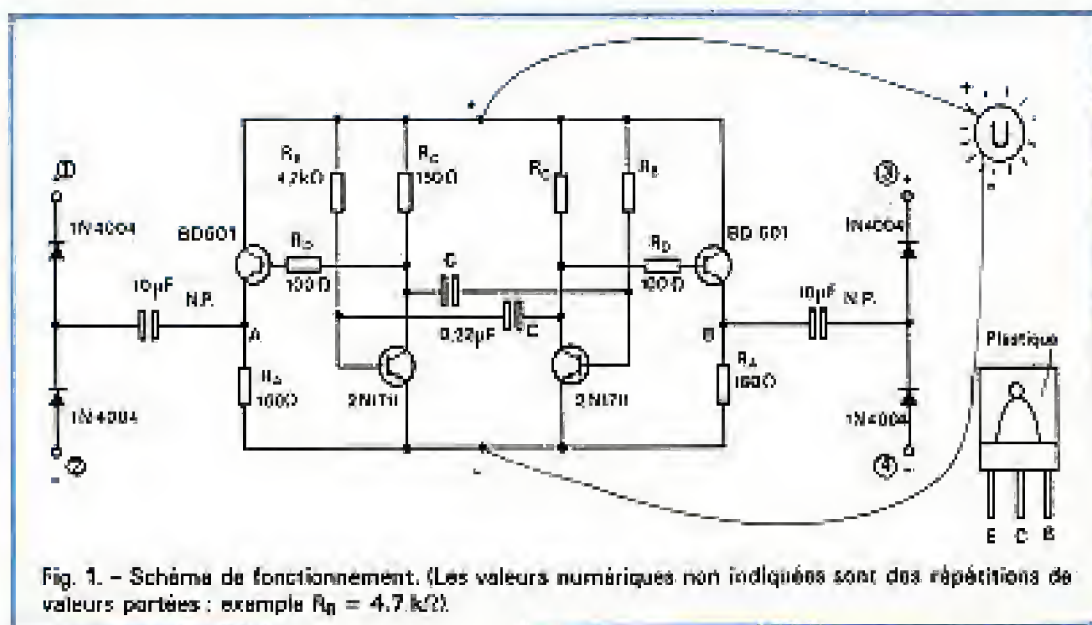 +
+
U
-
R_B
4,7kΩ
R_C
150Ω
R_C
R_B
①
+
1N4004
③
+
1N4004
BD601
R_D
100Ω
R_D
100Ω
BD 601
10µF N.P.
C
10µF N.P.
0,22µF
C
A
B
Plastique
R_A
2N1711
2N1711
R_A
1N4004
1N4004
②
-
-
④
-
E C B
Fig. 1. – Schéma de fonctionnement. (Les valeurs numériques non indiquées sont des répétitions de
valeurs portées : exemple R_B = 4,7 kΩ).